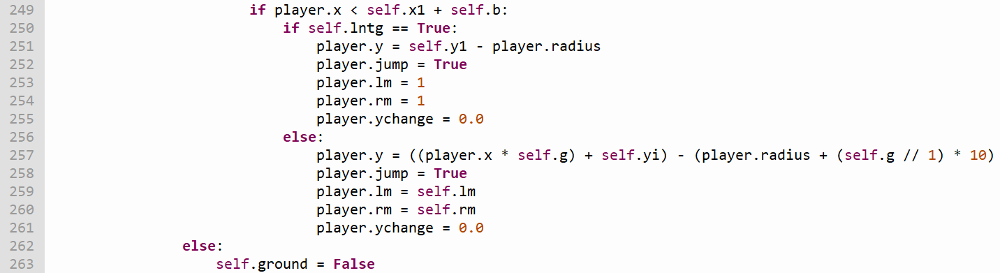 249                         if player.x < self.x1 + self.b:
250                             if self.lntg == True:
251                                 player.y = self.y1 - player.radius
252                                 player.jump = True
253                                 player.lm = 1
254                                 player.rm = 1
255                                 player.ychange = 0.0
256                             else:
257                                 player.y = ((player.x * self.g) + self.yi) - (player.radius + (self.g // 1) * 10)
258                                 player.jump = True
259                                 player.lm = self.lm
260                                 player.rm = self.rm
261                                 player.ychange = 0.0
262                 else:
263                     self.ground = False